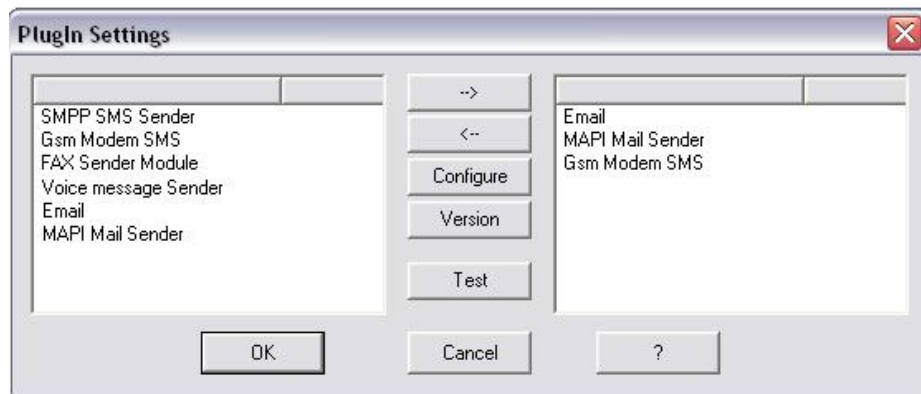 PlugIn Settings
SMPP SMS Sender
Gsm Modem SMS
FAX Sender Module
Voice message Sender
Email
MAPI Mail Sender
-->
<--
Configure
Version
Test
Email
MAPI Mail Sender
Gsm Modem SMS
OK
Cancel
?